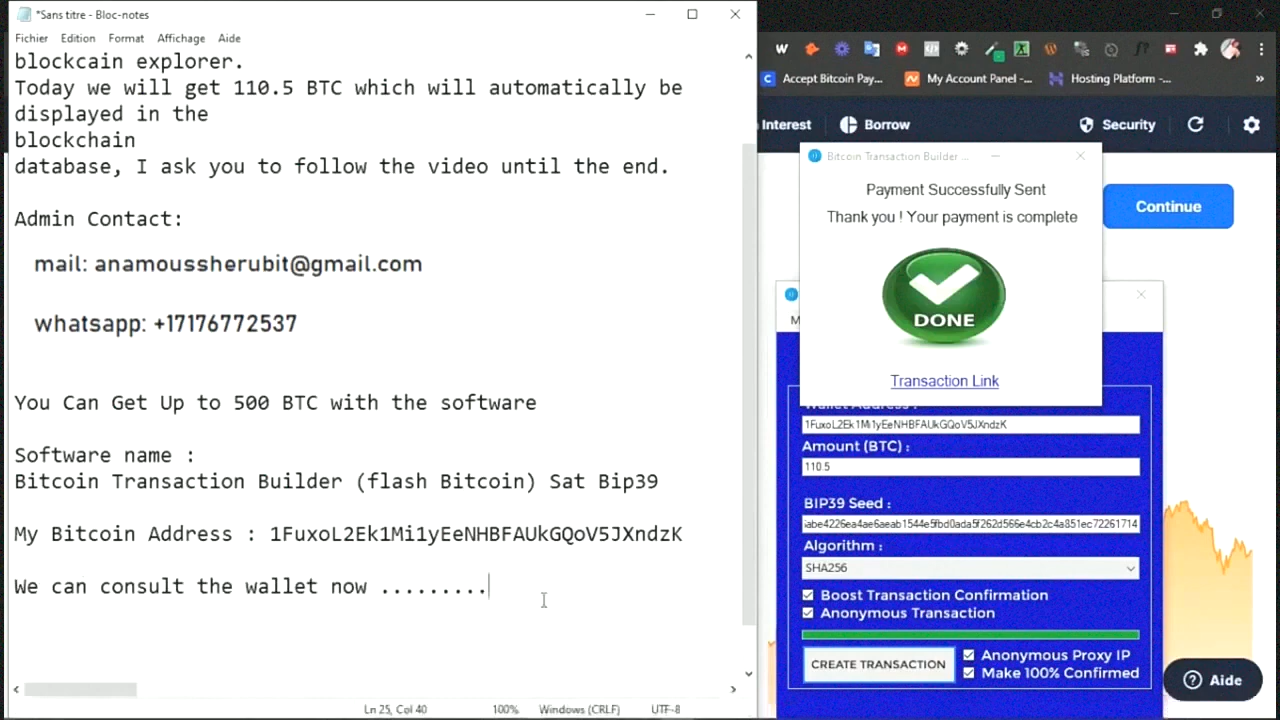 *Sans titre - Bloc-notes
Fichier Edition Format Affichage Aide
blockcain explorer.
Today we will get 110.5 BTC which will automatically be
displayed in the
blockchain
database, I ask you to follow the video until the end.
Admin Contact:
mail: anamoussherubit@gmail.com
whatsapp: +17176772537
You Can Get Up to 500 BTC with the software
Software name :
Bitcoin Transaction Builder (flash Bitcoin) Sat Bip39
My Bitcoin Address : 1FuxoL2Ek1Mi1yEeNHBFAUkGQoV5JXndzK
We can consult the wallet now .........
Ln 25, Col 40 100% Windows (CRLF) UTF-8
Accept Bitcoin Pay... My Account Panel -... Hosting Platform -...
Interest Borrow Security
Continue
Bitcoin Transaction Builder ...
Payment Successfully Sent
Thank you ! Your payment is complete
DONE
Transaction Link
Wallet Address :
1FuxoL2Ek1Mi1yEeNHBFAUkGQoV5JXndzK
Amount (BTC) :
110.5
BIP39 Seed :
iabe4226ea4ae6aeab1544e5fbd0ada5f262d566e4cb2c4a851ec72261714
Algorithm :
SHA256
Boost Transaction Confirmation
Anonymous Transaction
CREATE TRANSACTION
Anonymous Proxy IP
Make 100% Confirmed
Aide